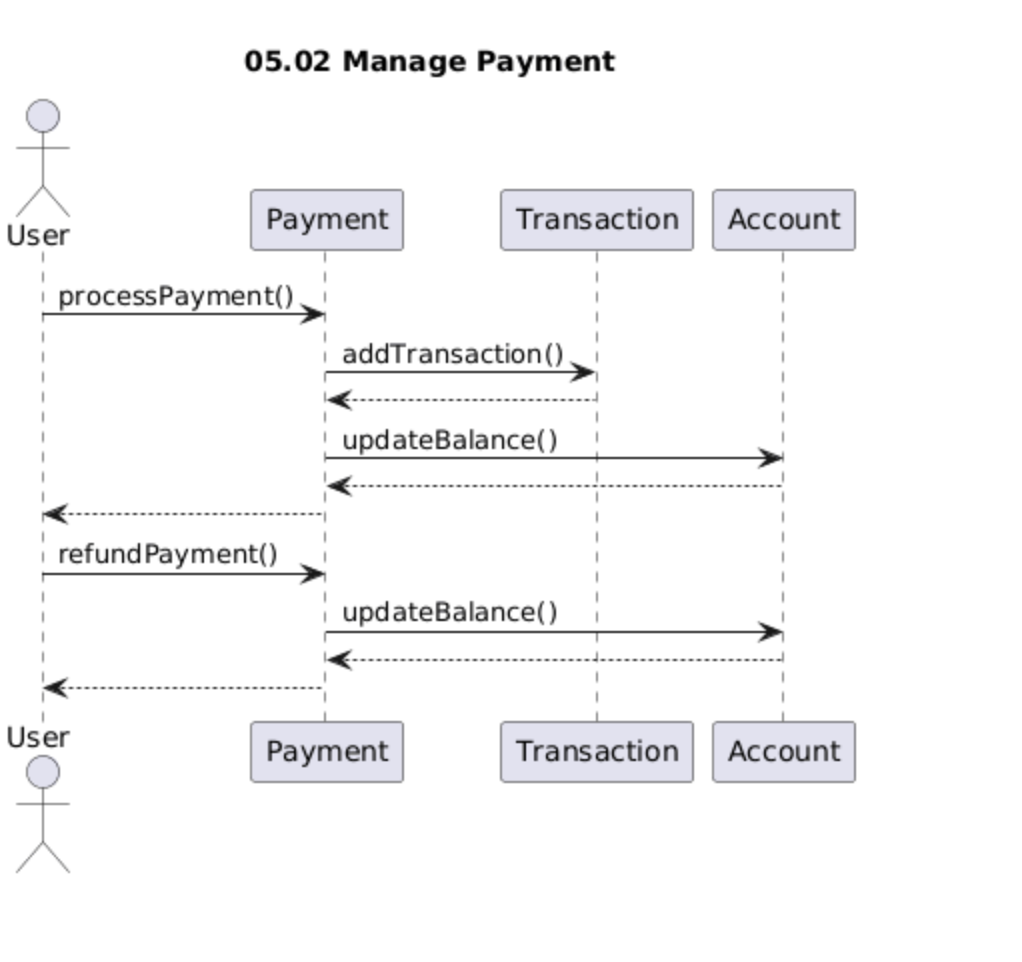 05.02 Manage Payment
User
Payment
Transaction
Account
processPayment()
addTransaction()
updateBalance()
refundPayment()
updateBalance()
User
Payment
Transaction
Account